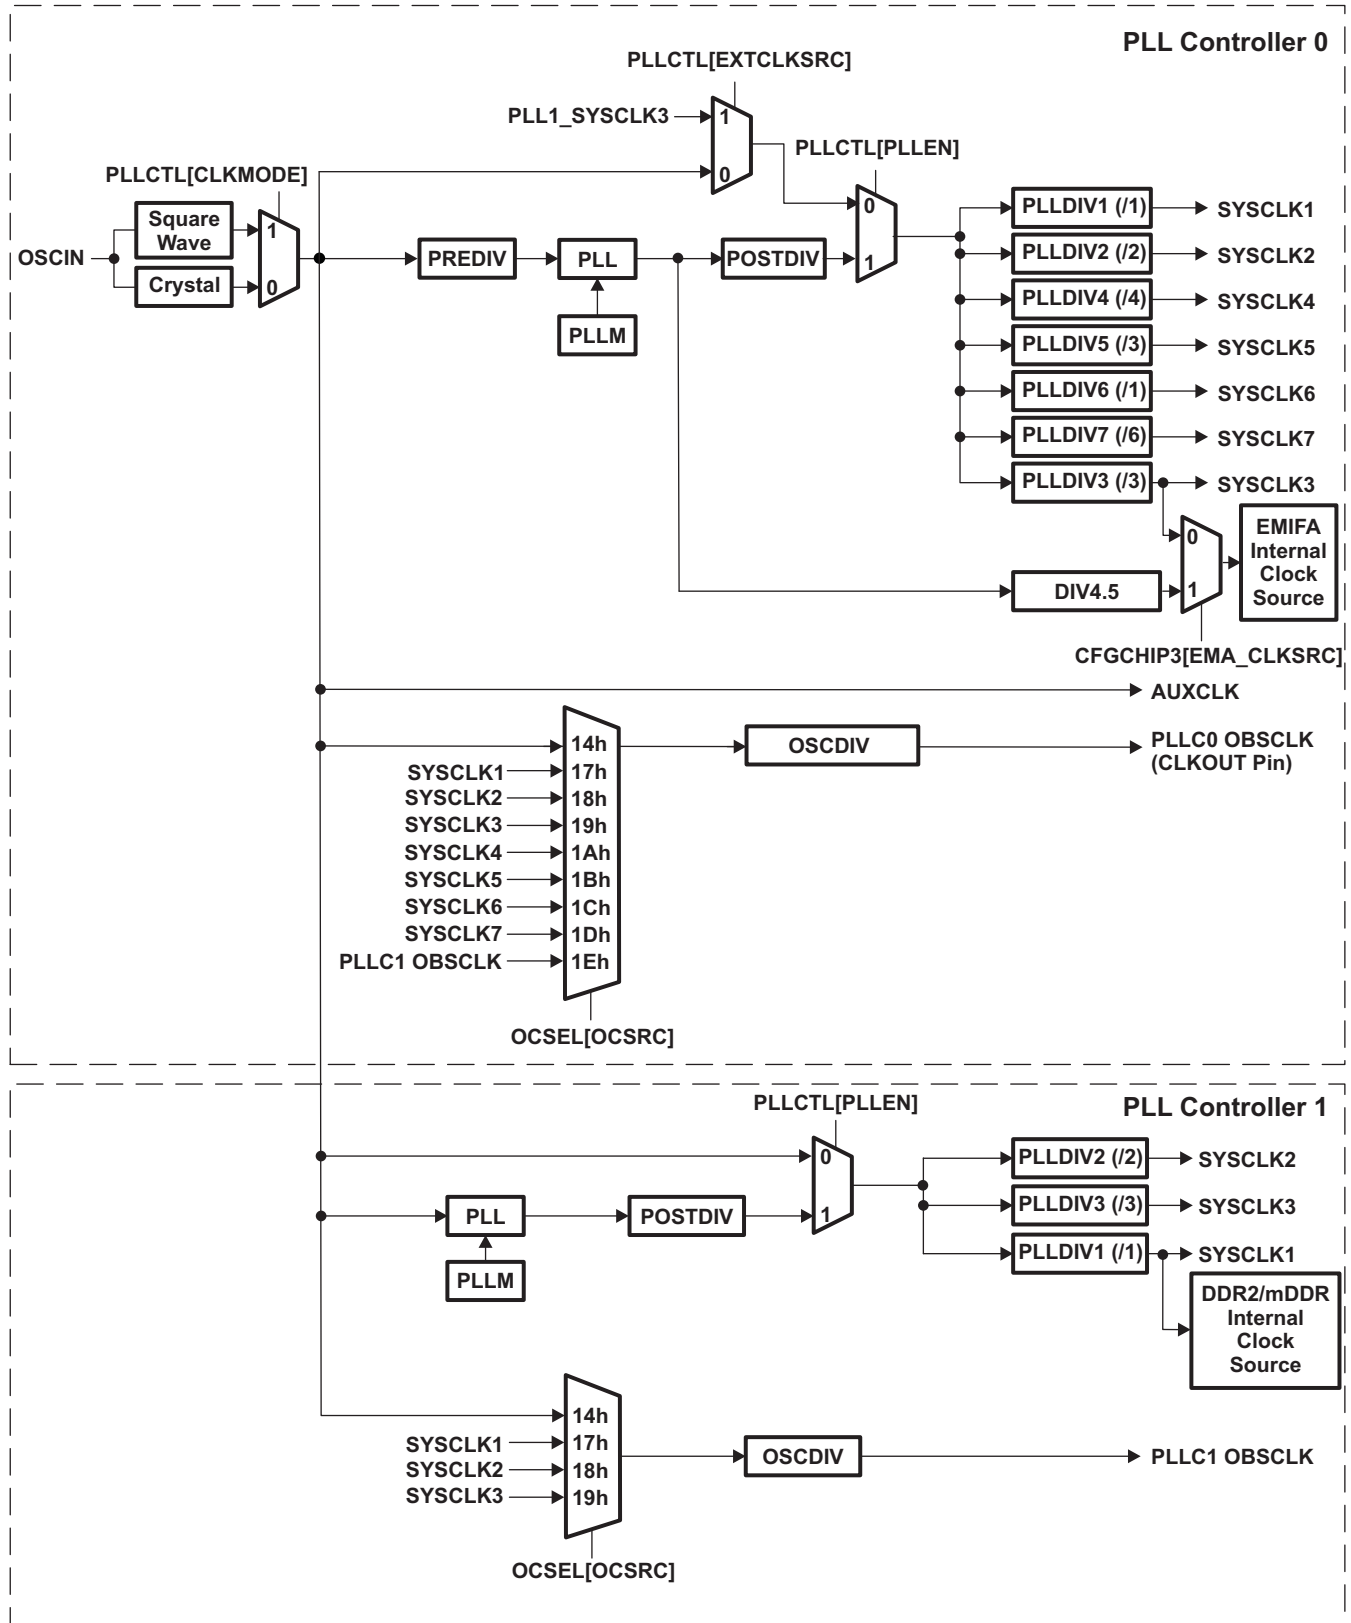 PLL Controller 0
PLLCTL[EXTCLKSRC]
PLL1_SYSCLK3
1
0
PLLCTL[PLLEN]
0
1
PLLCTL[CLKMODE]
OSCIN
Square
Wave
Crystal
1
0
PREDIV
PLL
PLLM
POSTDIV
PLLDIV1 (/1)
SYSCLK1
PLLDIV2 (/2)
SYSCLK2
PLLDIV4 (/4)
SYSCLK4
PLLDIV5 (/3)
SYSCLK5
PLLDIV6 (/1)
SYSCLK6
PLLDIV7 (/6)
SYSCLK7
PLLDIV3 (/3)
SYSCLK3
0
1
EMIFA
Internal
Clock
Source
DIV4.5
CFGCHIP3[EMA_CLKSRC]
AUXCLK
14h
OSCDIV
PLLC0 OBSCLK
(CLKOUT Pin)
SYSCLK1
17h
SYSCLK2
18h
SYSCLK3
19h
SYSCLK4
1Ah
SYSCLK5
1Bh
SYSCLK6
1Ch
SYSCLK7
1Dh
PLLC1 OBSCLK
1Eh
OCSEL[OCSRC]
PLL Controller 1
PLLCTL[PLLEN]
0
1
PLL
PLLM
POSTDIV
PLLDIV2 (/2)
SYSCLK2
PLLDIV3 (/3)
SYSCLK3
PLLDIV1 (/1)
SYSCLK1
DDR2/mDDR
Internal
Clock
Source
14h
SYSCLK1
17h
SYSCLK2
18h
SYSCLK3
19h
OSCDIV
PLLC1 OBSCLK
OCSEL[OCSRC]